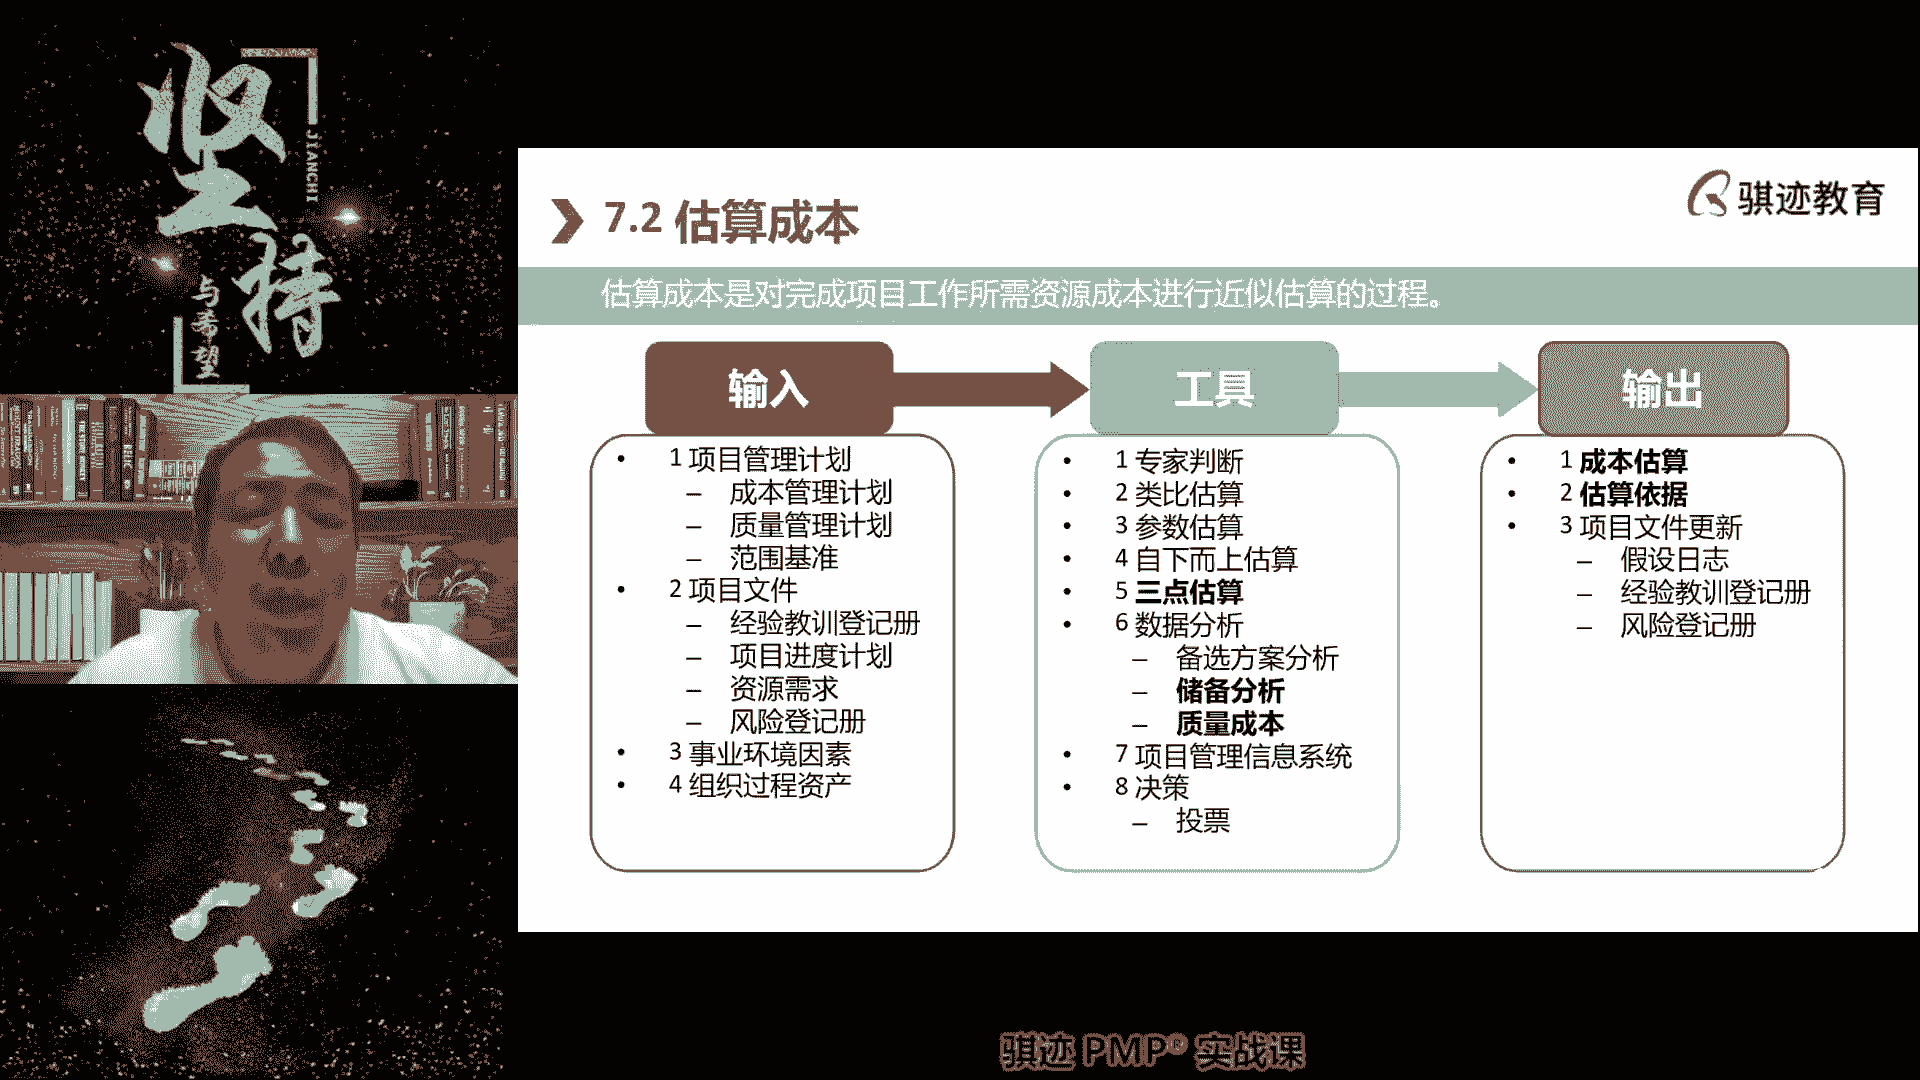 坚持
JIANCHI
与希望
骐迹教育
7.2 估算成本
估算成本是对完成项目工作所需资源成本进行近似估算的过程。
输入
• 1 项目管理计划
– 成本管理计划
– 质量管理计划
– 范围基准
• 2 项目文件
– 经验教训登记册
– 项目进度计划
– 资源需求
– 风险登记册
• 3 事业环境因素
• 4 组织过程资产
工具
• 1 专家判断
• 2 类比估算
• 3 参数估算
• 4 自下而上估算
• 5 三点估算
• 6 数据分析
– 备选方案分析
– 储备分析
– 质量成本
• 7 项目管理信息系统
• 8 决策
– 投票
输出
• 1 成本估算
• 2 估算依据
• 3 项目文件更新
– 假设日志
– 经验教训登记册
– 风险登记册
骐迹 PMP® 实战课